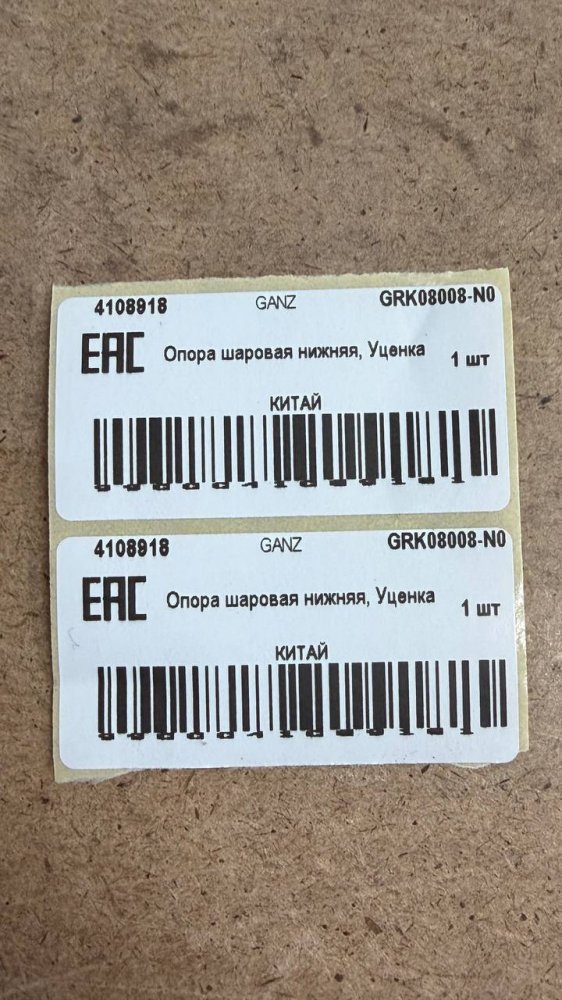 4108918 GANZ GRK08008-N0
EAC Опора шаровая нижняя, Уценка 1 шт
КИТАЙ
4108918 GANZ GRK08008-N0
EAC Опора шаровая нижняя, Уценка 1 шт
КИТАЙ